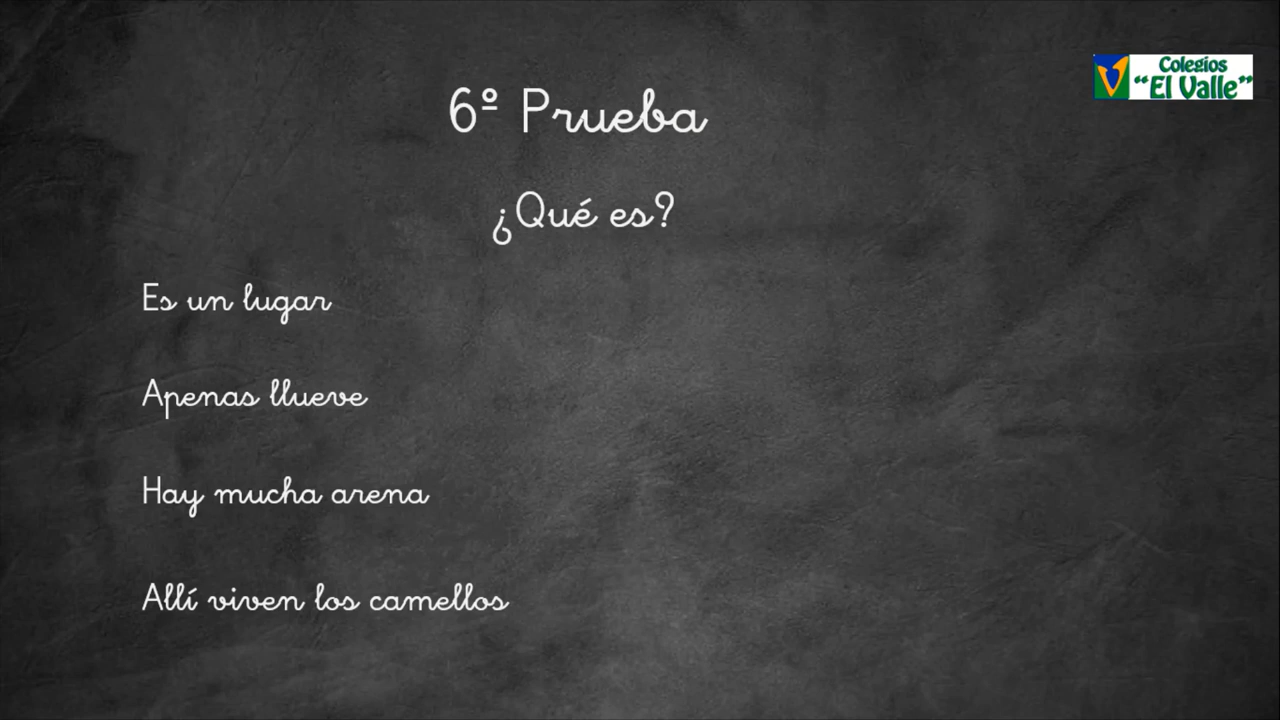 Colegios
"El Valle"
6º Prueba
¿Qué es?
Es un lugar
Apenas llueve
Hay mucha arena
Allí viven los camellos